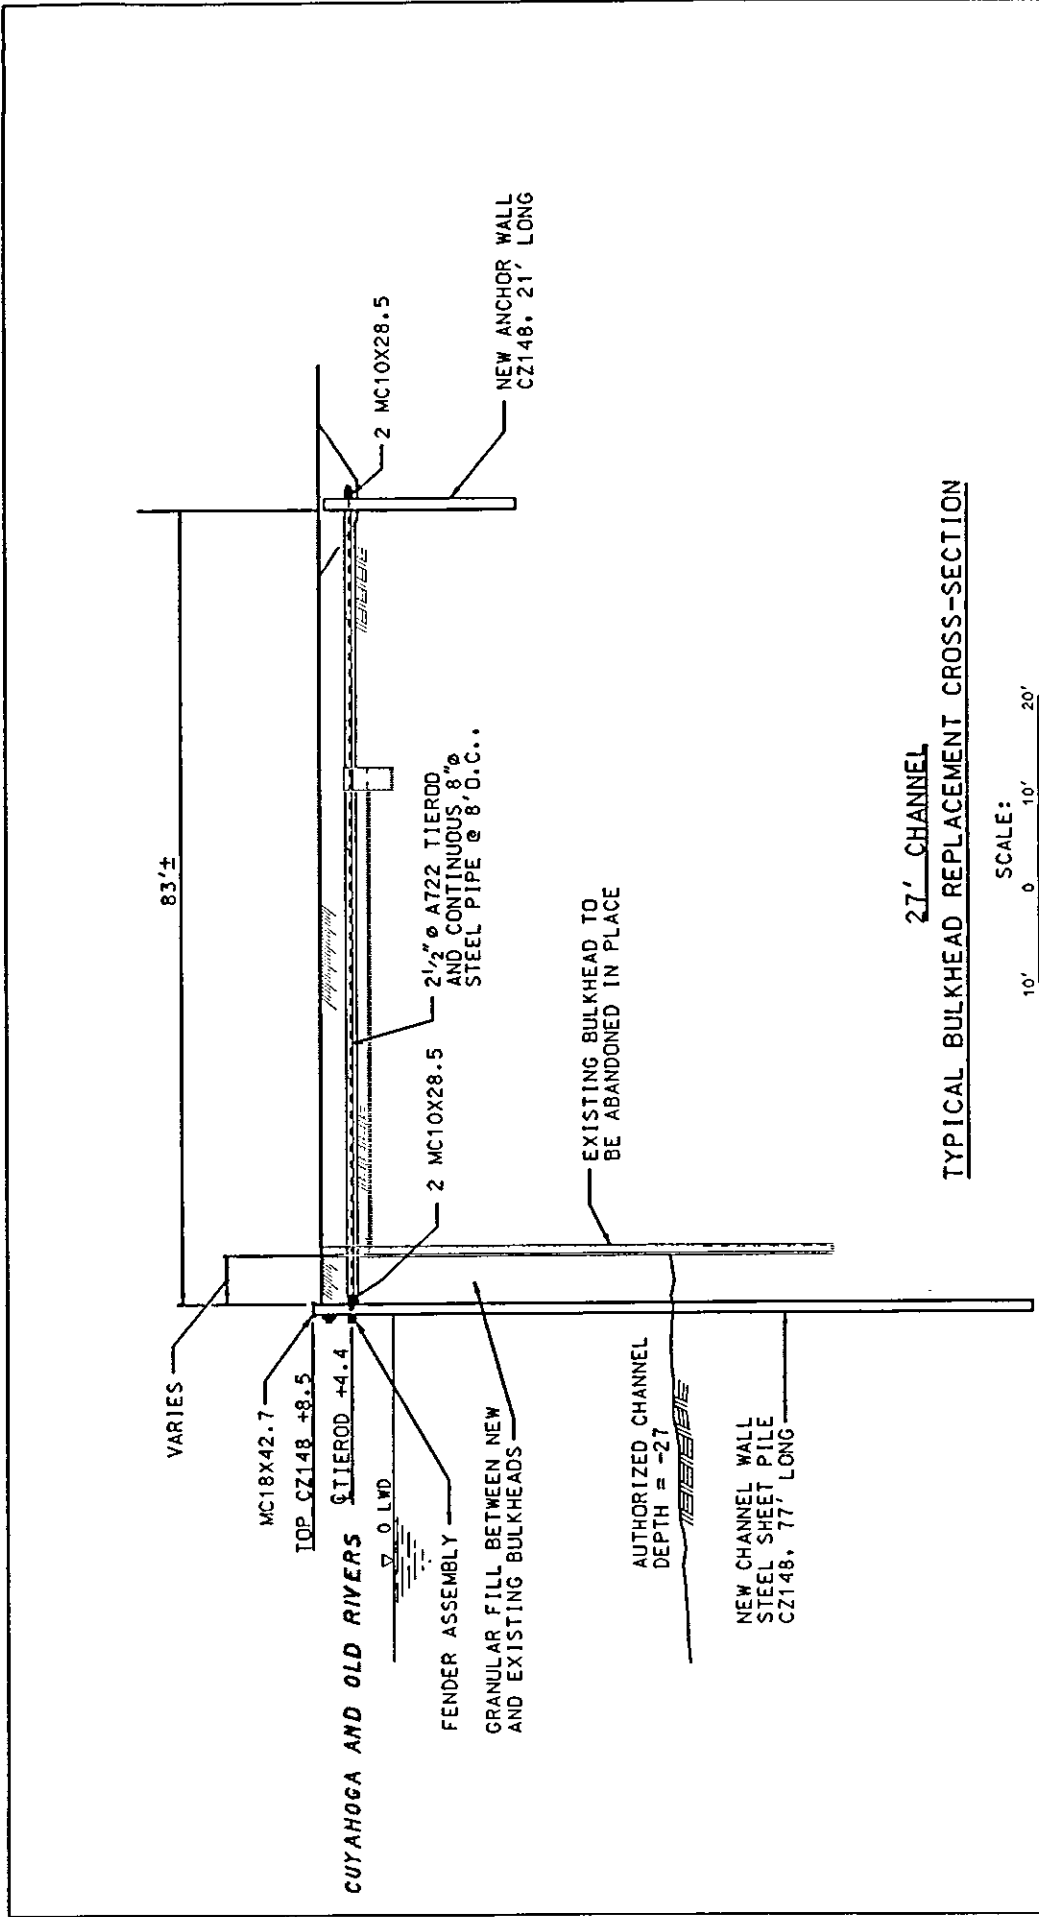 83'±
VARIES
MC18X42.7
TOP CZ148 +8.5
℄TIEROD +4.4
CUYAHOGA AND OLD RIVERS
0 LWD
FENDER ASSEMBLY
GRANULAR FILL BETWEEN NEW
AND EXISTING BULKHEADS
AUTHORIZED CHANNEL
DEPTH = -27
NEW CHANNEL WALL
STEEL SHEET PILE
CZ148, 77' LONG
2 MC10X28.5
2½"ø A722 TIEROD
AND CONTINUOUS 8"ø
STEEL PIPE @ 8'O.C..
EXISTING BULKHEAD TO
BE ABANDONED IN PLACE
2 MC10X28.5
NEW ANCHOR WALL
CZ148, 21' LONG
27' CHANNEL
TYPICAL BULKHEAD REPLACEMENT CROSS-SECTION
SCALE:
10' 0 10' 20'